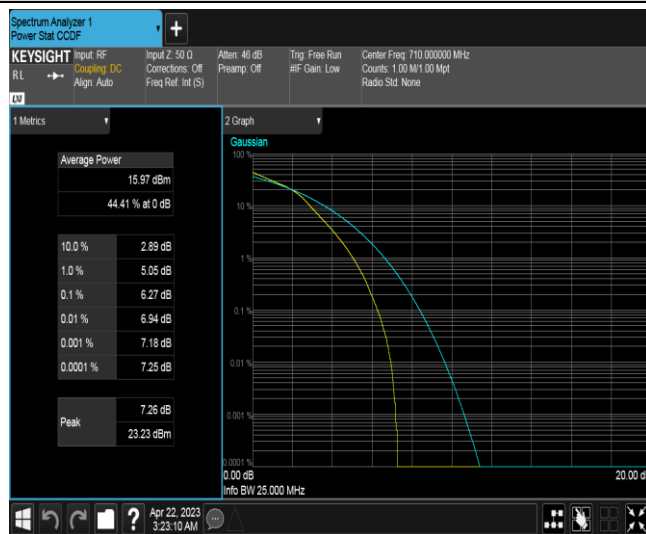 Spectrum Analyzer 1
Power Stat CCDF
+
KEYSIGHT
RL
LXI
Input: RF
Coupling: DC
Align: Auto
Input Z: 50 Ω
Corrections: Off
Freq Ref: Int (S)
Atten: 46 dB
Preamp: Off
Trig: Free Run
#IF Gain: Low
Center Freq: 710.000000 MHz
Counts: 1.00 M/1.00 Mpt
Radio Std: None
1 Metrics
Average Power
15.97 dBm
44.41 % at 0 dB
10.0 % 2.89 dB
1.0 % 5.05 dB
0.1 % 6.27 dB
0.01 % 6.94 dB
0.001 % 7.18 dB
0.0001 % 7.25 dB
Peak 7.26 dB
23.23 dBm
2 Graph
Gaussian
100 %
10 %
1 %
0.1 %
0.01 %
0.001 %
0.0001 %
0.00 dB
20.00 d
Info BW 25.000 MHz
?
Apr 22, 2023
3:23:10 AM